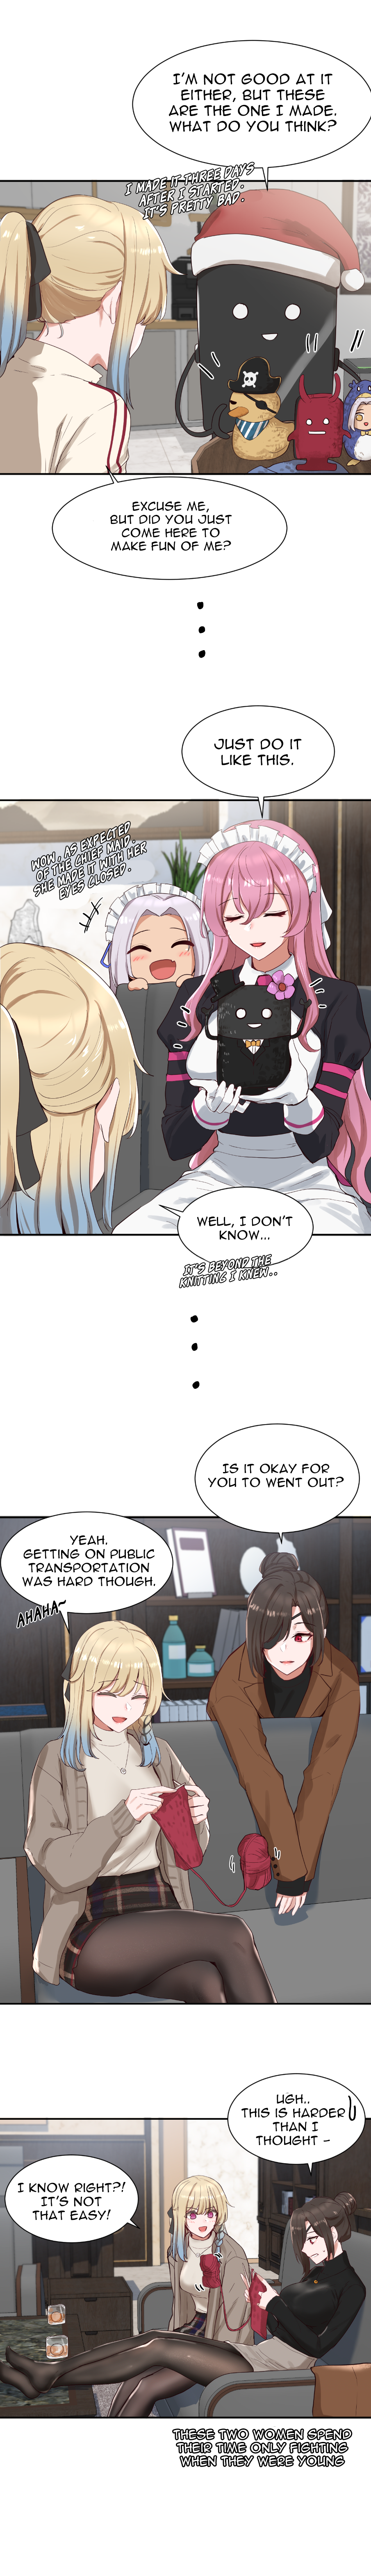 I'M NOT GOOD AT IT
EITHER, BUT THESE
ARE THE ONE I MADE.
WHAT DO YOU THINK?
I MADE IT THREE DAYS
AFTER I STARTED.
IT'S PRETTY BAD.
EXCUSE ME,
BUT DID YOU JUST
COME HERE TO
MAKE FUN OF ME?
JUST DO IT
LIKE THIS.
WOW, AS EXPECTED
OF THE CHIEF MAID.
SHE MADE IT WITH HER
EYES CLOSED.
WELL, I DON'T
KNOW...
IT'S BEYOND THE
KNITTING I KNEW..
IS IT OKAY FOR
YOU TO WENT OUT?
YEAH.
GETTING ON PUBLIC
TRANSPORTATION
WAS HARD THOUGH.
AHAHA~
UGH..
THIS IS HARDER
THAN I
THOUGHT ~
I KNOW RIGHT?!
IT'S NOT
THAT EASY!
THESE TWO WOMEN SPEND
THEIR TIME ONLY FIGHTING
WHEN THEY WERE YOUNG